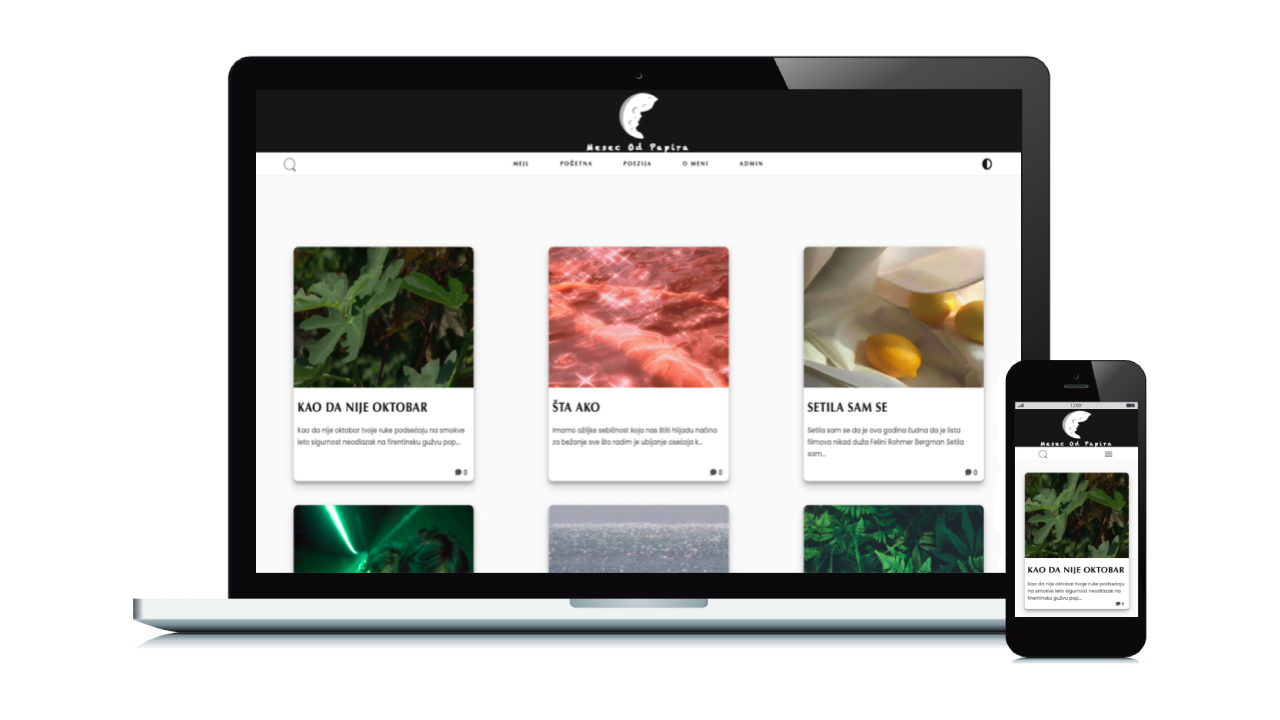 Mesec Od Papira
MEJL POČETNA POEZIJA O MENI ADMIN
KAO DA NIJE OKTOBAR
Kao da nije oktobar tvoje ruke podsećaju na smokve
leto sigurnost neodlazak na firentinsku gužvu pop...
0
ŠTA AKO
Imamo ožiljke sebičnost koja nas štiti hiljadu načina
za bežanje sve što radim je ubijanje osećaja k...
0
SETILA SAM SE
Setila sam se da je ova godina čudna da je lista
filmova nikad duža Felini Rohmer Bergman Setila
sam...
0
12:00
Mesec Od Papira
KAO DA NIJE OKTOBAR
Kao da nije oktobar tvoje ruke podsećaju
na smokve leto sigurnost neodlazak na
firentinsku gužvu pop...
0